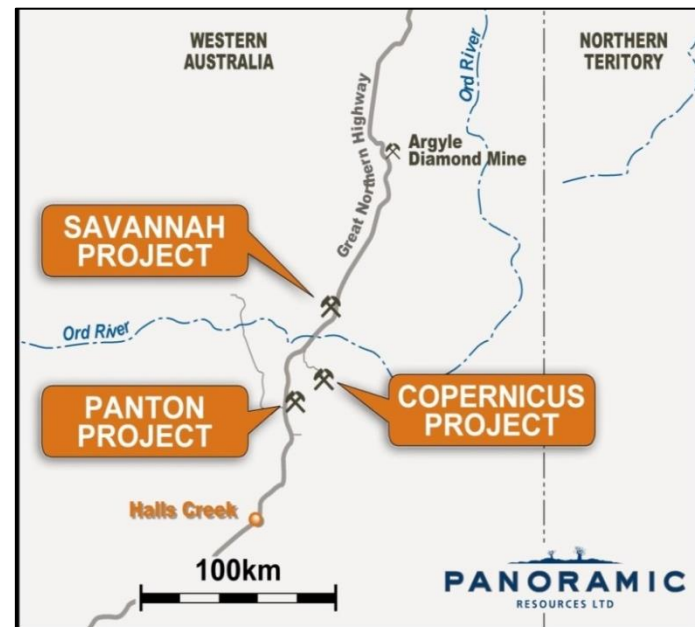 WESTERN
AUSTRALIA
NORTHERN
TERITORY
Ord River
Great Northern Highway
Argyle
Diamond Mine
SAVANNAH
PROJECT
Ord River
PANTON
PROJECT
COPERNICUS
PROJECT
Halls Creek
100km
PANORAMIC
RESOURCES LTD